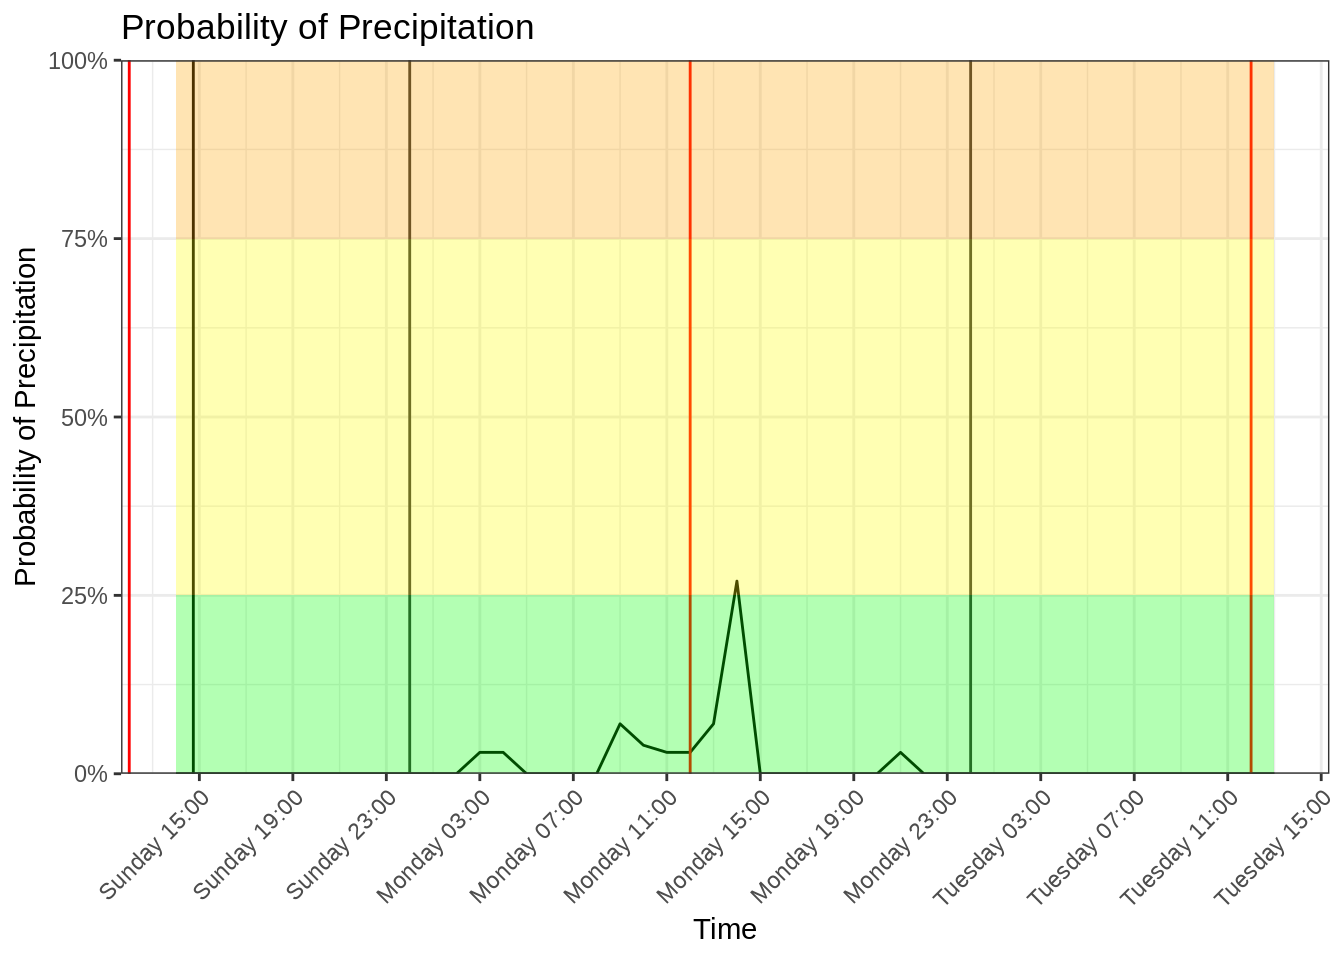 Probability of Precipitation
Probability of Precipitation
100%
75%
50%
25%
0%
Sunday 15:00
Sunday 19:00
Sunday 23:00
Monday 03:00
Monday 07:00
Monday 11:00
Monday 15:00
Monday 19:00
Monday 23:00
Tuesday 03:00
Tuesday 07:00
Tuesday 11:00
Tuesday 15:00
Time